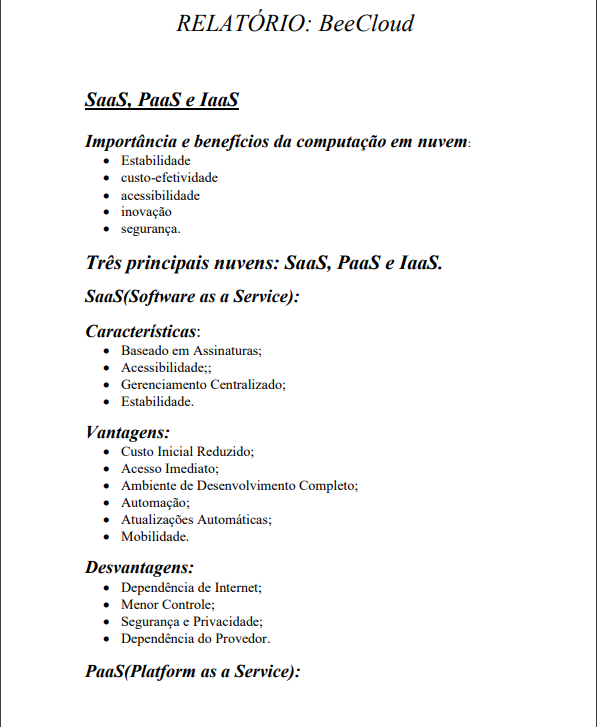 RELATÓRIO: BeeCloud
SaaS, PaaS e IaaS
Importância e benefícios da computação em nuvem:
• Estabilidade
• custo-efetividade
• acessibilidade
• inovação
• segurança.
Três principais nuvens: SaaS, PaaS e IaaS.
SaaS(Software as a Service):
Características:
• Baseado em Assinaturas;
• Acessibilidade;;
• Gerenciamento Centralizado;
• Estabilidade.
Vantagens:
• Custo Inicial Reduzido;
• Acesso Imediato;
• Ambiente de Desenvolvimento Completo;
• Automação;
• Atualizações Automáticas;
• Mobilidade.
Desvantagens:
• Dependência de Internet;
• Menor Controle;
• Segurança e Privacidade;
• Dependência do Provedor.
PaaS(Platform as a Service):